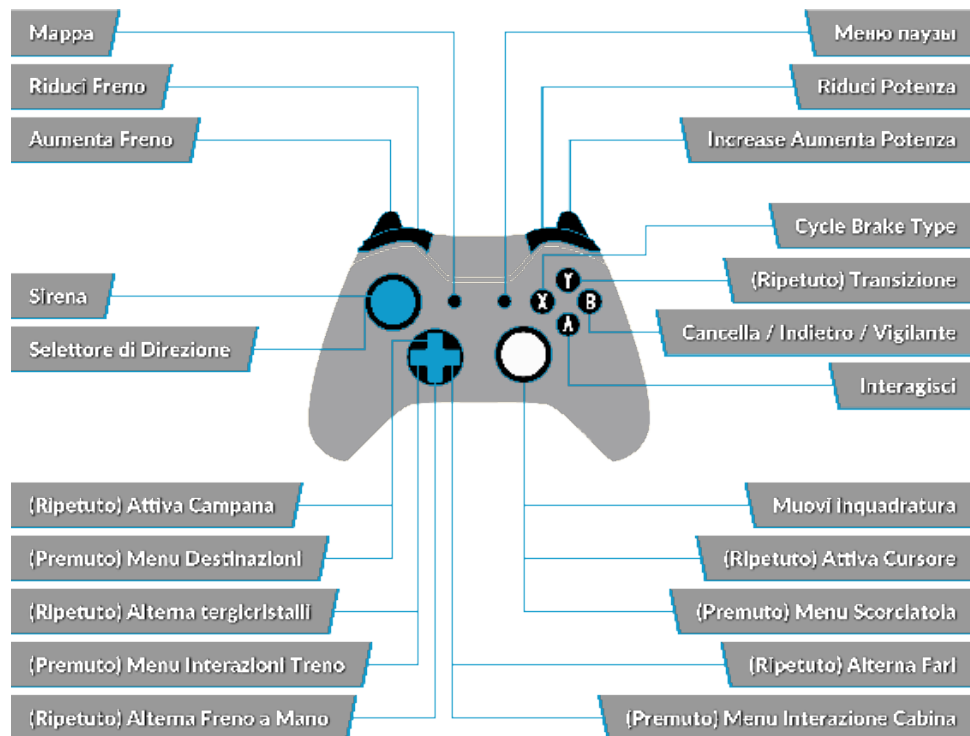 Mappa
Меню паузы
Riduci Freno
Riduci Potenza
Aumenta Freno
Increase Aumenta Potenza
Cycle Brake Type
Y
(Ripetuto) Transizione
Sirena
X
B
A
Cancella / Indietro / Vigilante
Selettore di Direzione
Interagisci
(Ripetuto) Attiva Campana
Muovi Inquadratura
(Premuto) Menu Destinazioni
(Ripetuto) Attiva Cursore
(Ripetuto) Alterna tergicristalli
(Premuto) Menu Scorciatoia
(Premuto) Menu Interazioni Treno
(Ripetuto) Alterna Fari
(Ripetuto) Alterna Freno a Mano
(Premuto) Menu Interazione Cabina